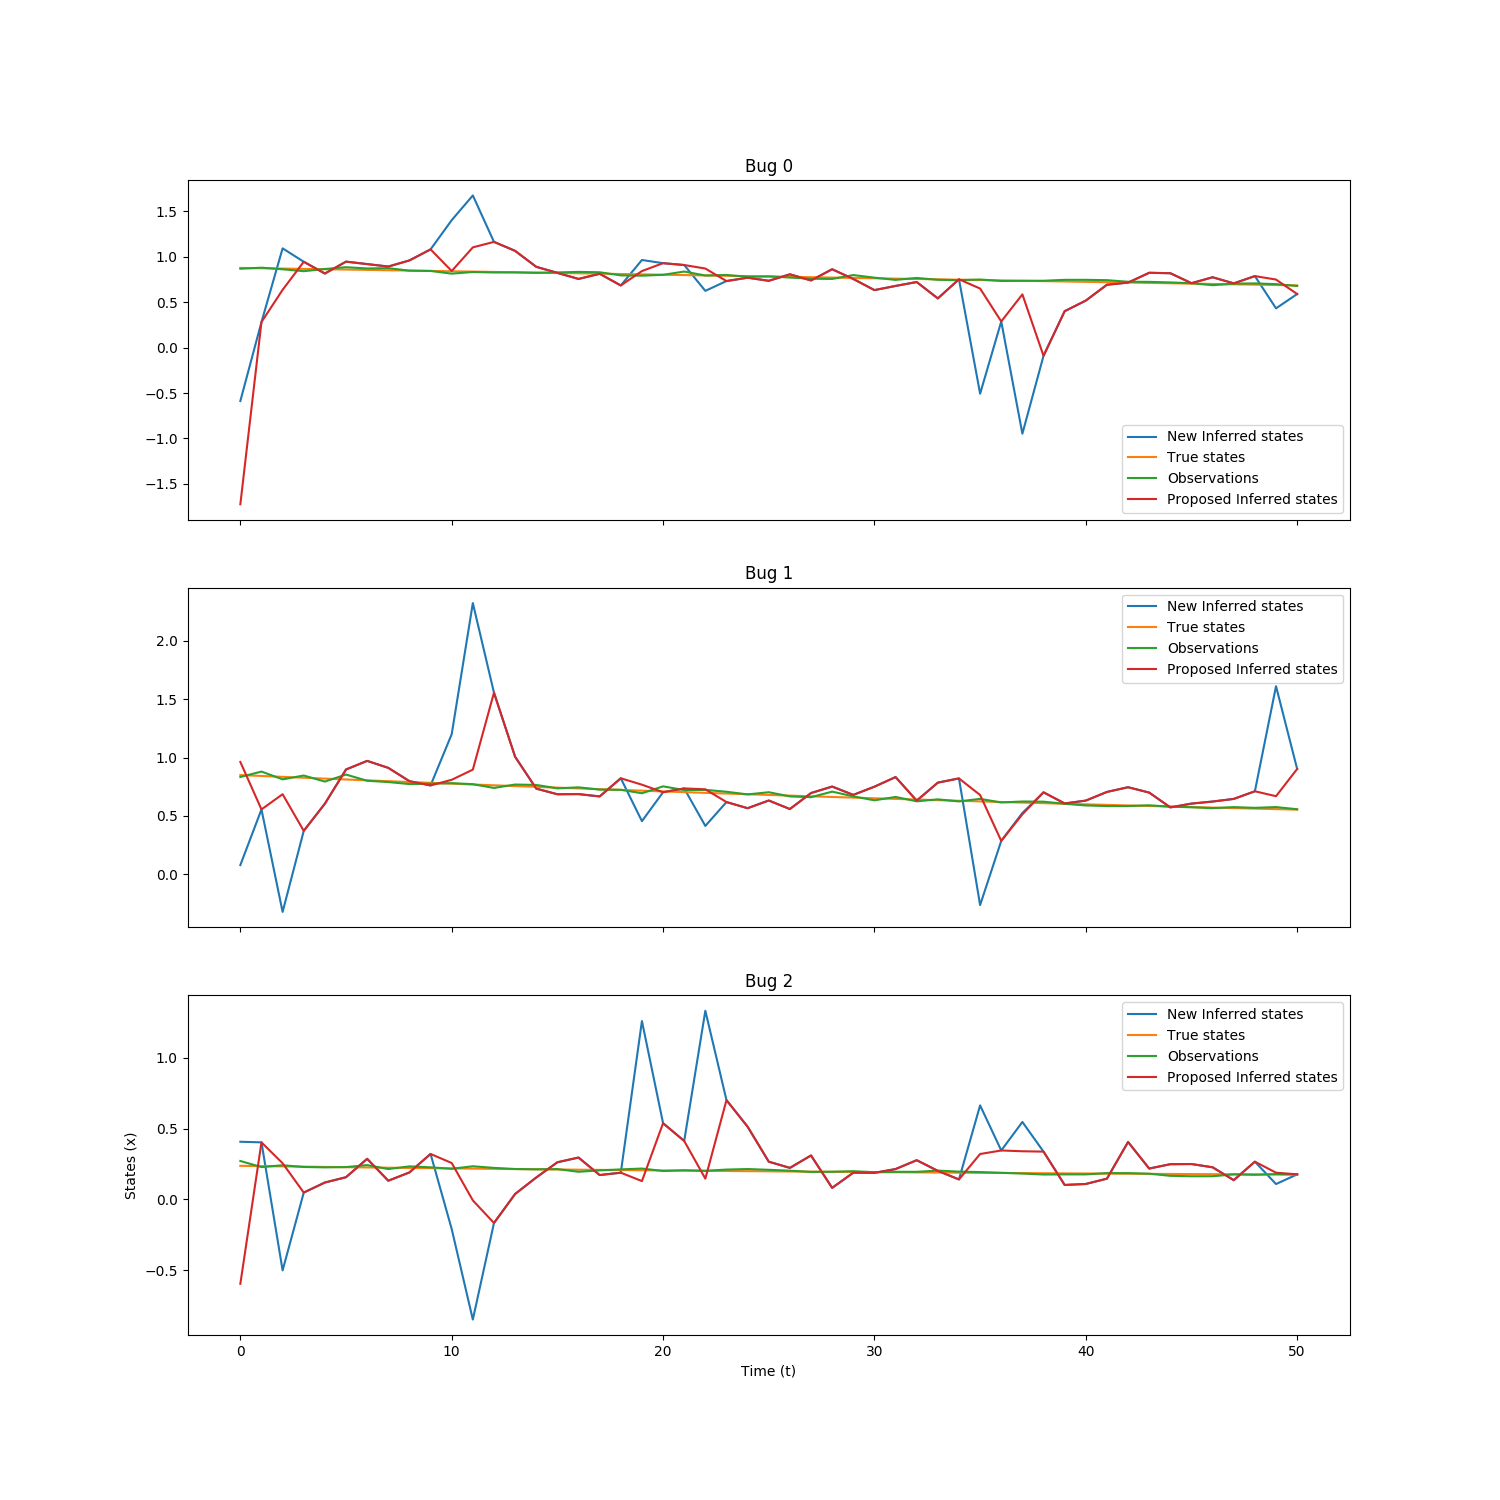 Bug 0
1.5
1.0
0.5
0.0
−0.5
−1.0
−1.5
New Inferred states
True states
Observations
Proposed Inferred states
Bug 1
2.0
1.5
1.0
0.5
0.0
New Inferred states
True states
Observations
Proposed Inferred states
Bug 2
1.0
0.5
0.0
−0.5
States (x)
New Inferred states
True states
Observations
Proposed Inferred states
0 10 20 30 40 50
Time (t)